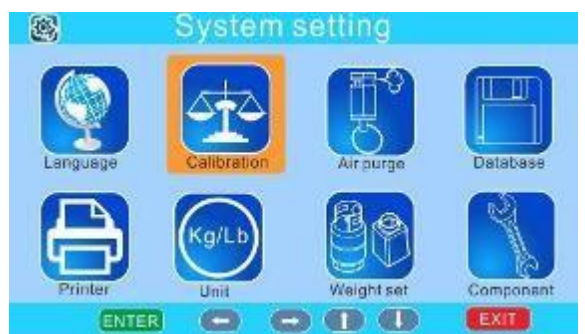 System setting
Language Calibration Air purge Database
Kg/Lb
Printer Unit Weight set Component
ENTER EXIT